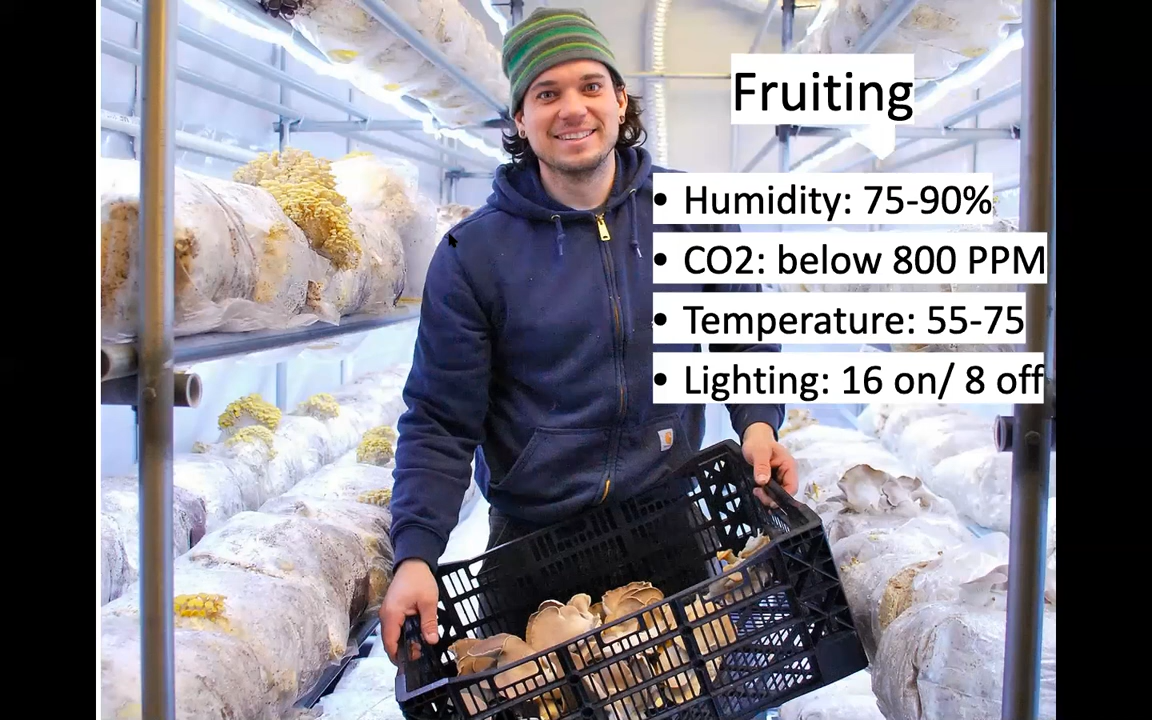 Fruiting
• Humidity: 75-90%
• CO2: below 800 PPM
• Temperature: 55-75
• Lighting: 16 on/ 8 off